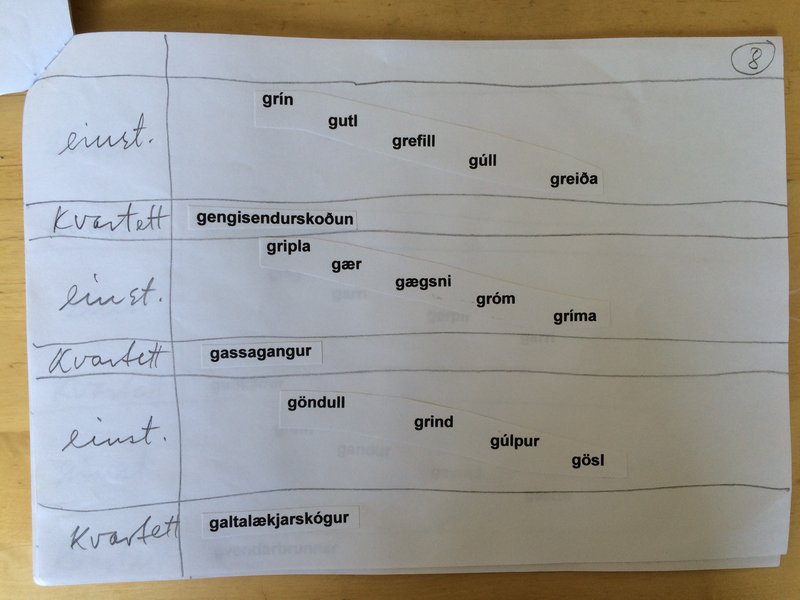 8
grín
einst. gutl
grefill
gúll
greiða
Kvartett gengisendurskoðun
gripla
gær
einst. gægsni
gróm
gríma
Kvartett gassagangur
göndull
grind
einst. gúlpur
gösl
Kvartett galtalækjarskógur